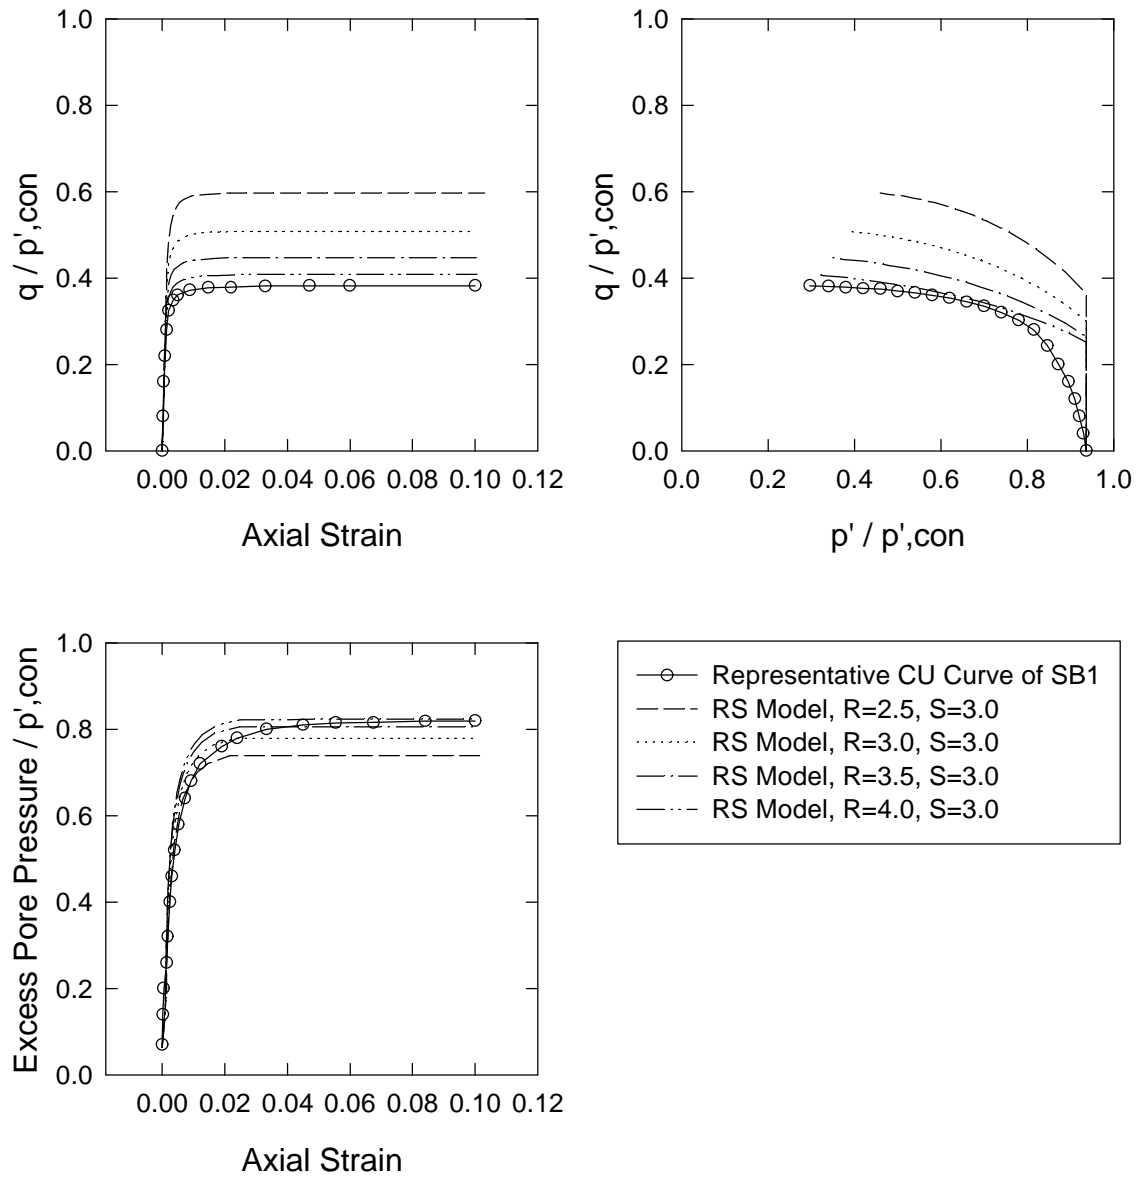 1.0
0.8
0.6
0.4
0.2
0.0
q / p',con
0.00 0.02 0.04 0.06 0.08 0.10 0.12
Axial Strain
1.0
0.8
0.6
0.4
0.2
0.0
q / p',con
0.0 0.2 0.4 0.6 0.8 1.0
p' / p',con
1.0
0.8
0.6
0.4
0.2
0.0
Excess Pore Pressure / p',con
0.00 0.02 0.04 0.06 0.08 0.10 0.12
Axial Strain
Representative CU Curve of SB1
RS Model, R=2.5, S=3.0
RS Model, R=3.0, S=3.0
RS Model, R=3.5, S=3.0
RS Model, R=4.0, S=3.0